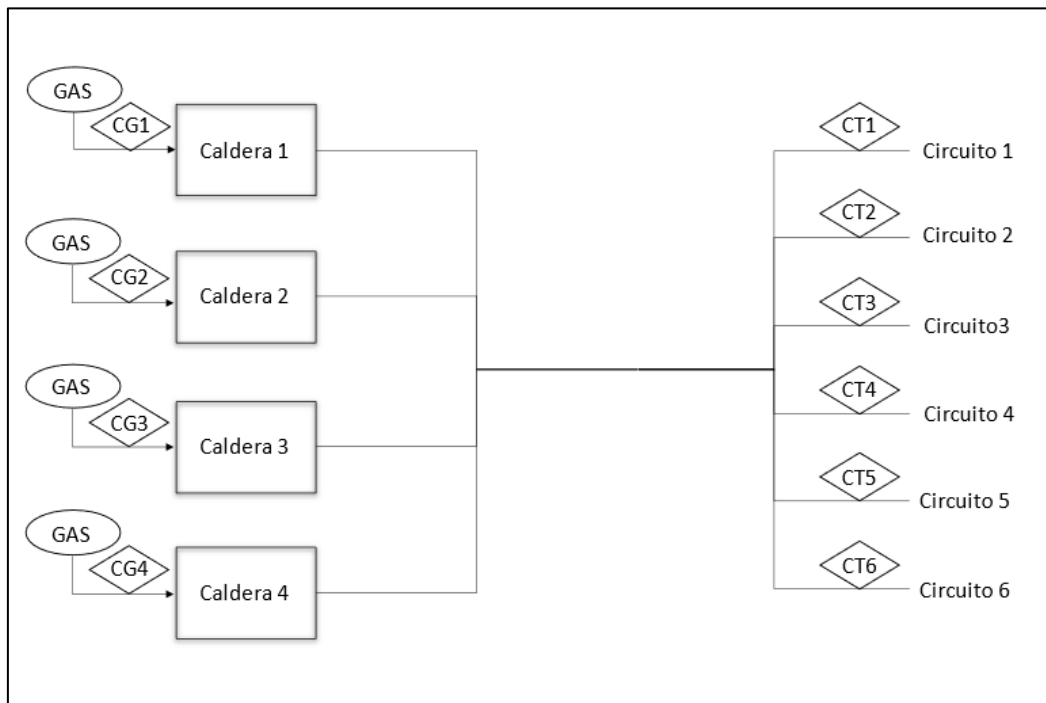 GAS
CG1
Caldera 1
CT1
Circuito 1
GAS
CG2
Caldera 2
CT2
Circuito 2
CT3
Circuito3
GAS
CG3
Caldera 3
CT4
Circuito 4
CT5
Circuito 5
GAS
CG4
Caldera 4
CT6
Circuito 6